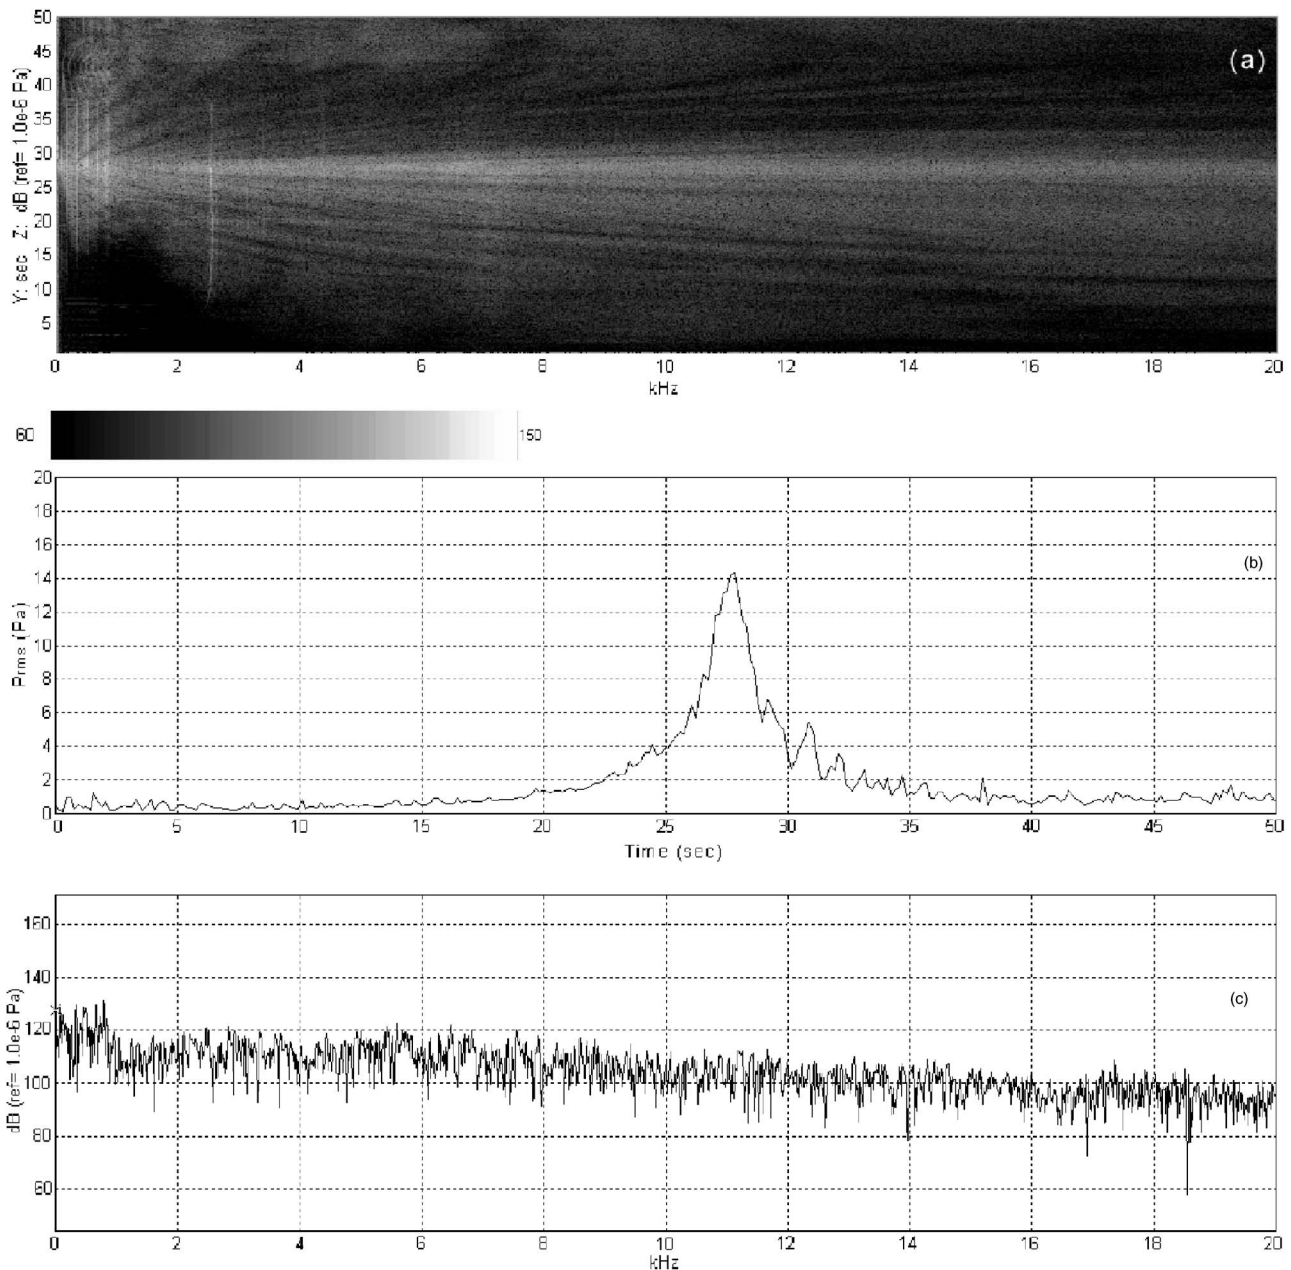 50
45
40
35
30
25
20
15
10
5
Y: sec Z: dB (ref= 1.0e-6 Pa)
(a)
0 2 4 6 8 10 12 14 16 18 20
kHz
60 150
20
18
16
14
12
10
8
6
4
2
0
Prms (Pa)
(b)
0 5 10 15 20 25 30 35 40 45 50
Time (sec)
160
140
120
100
80
60
dB (ref= 1.0e-6 Pa)
(c)
0 2 4 6 8 10 12 14 16 18 20
kHz